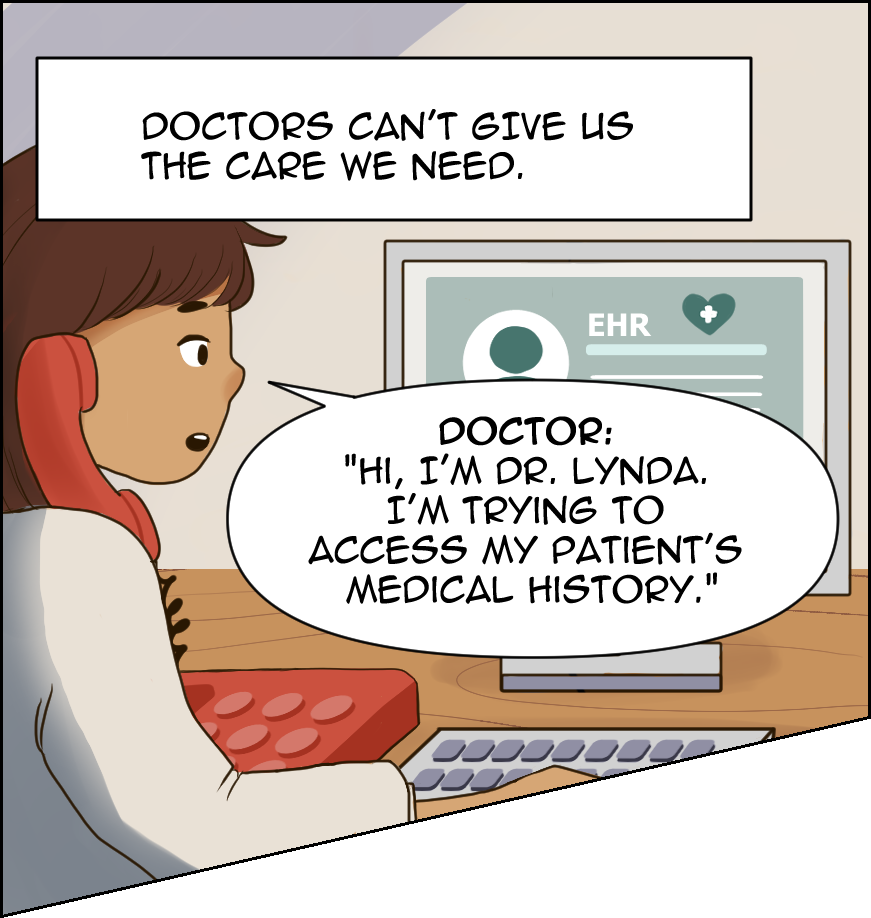 DOCTORS CAN'T GIVE US
THE CARE WE NEED.
EHR
DOCTOR:
"HI, I'M DR. LYNDA.
I'M TRYING TO
ACCESS MY PATIENT'S
MEDICAL HISTORY."